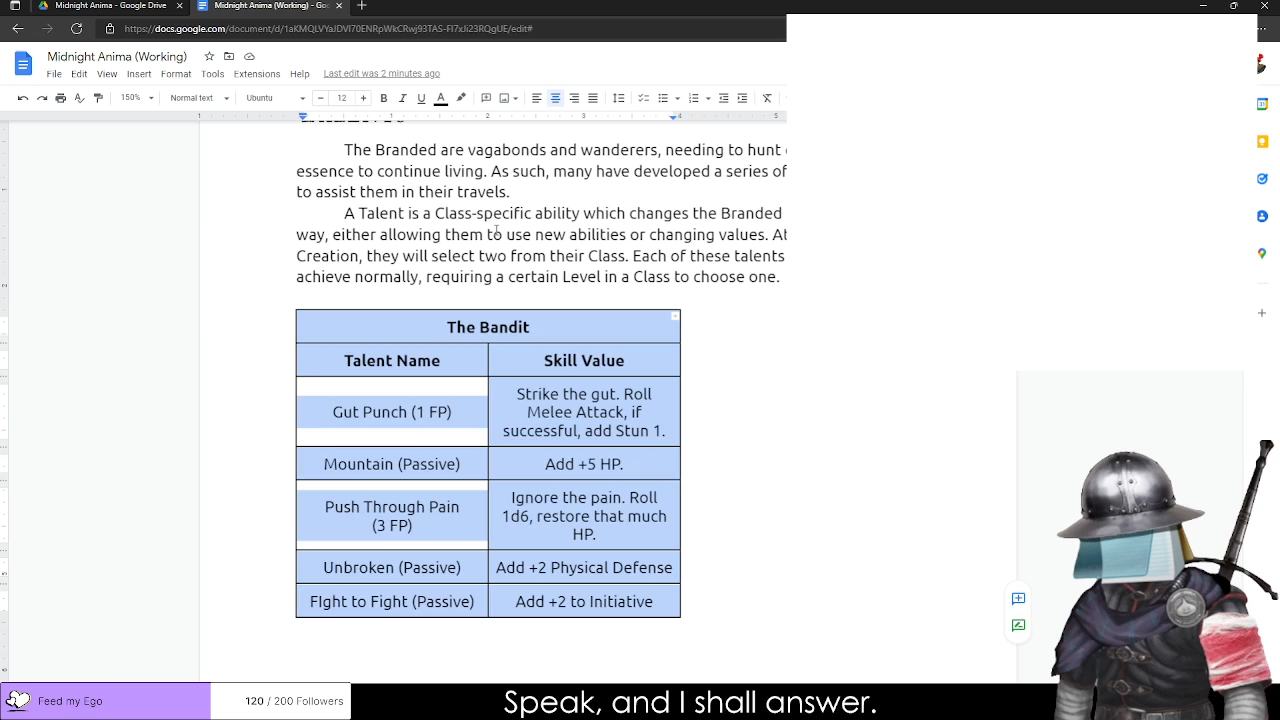 Midnight Anima - Google Drive
Midnight Anima (Working) - Go
https://docs.google.com/document/d/1aKMQLVYaJDVl70ENRpWkCRwj93TAS-FI7xJi23RQgUE/edit#
Midnight Anima (Working)
File Edit View Insert Format Tools Extensions Help Last edit was 2 minutes ago
150% Normal text Ubuntu 12 B I U A
1 1 2 3 4 5
The Branded are vagabonds and wanderers, needing to hunt
essence to continue living. As such, many have developed a series of
to assist them in their travels.
A Talent is a Class-specific ability which changes the Branded
way, either allowing them to use new abilities or changing values. At
Creation, they will select two from their Class. Each of these talents
achieve normally, requiring a certain Level in a Class to choose one.
The Bandit
Talent Name Skill Value
Gut Punch (1 FP)
Strike the gut. Roll
Melee Attack, if
successful, add Stun 1.
Mountain (Passive) Add +5 HP.
Push Through Pain
(3 FP)
Ignore the pain. Roll
1d6, restore that much
HP.
Unbroken (Passive) Add +2 Physical Defense
FIght to Fight (Passive) Add +2 to Initiative
Feed my Ego 120 / 200 Followers
Speak, and I shall answer.